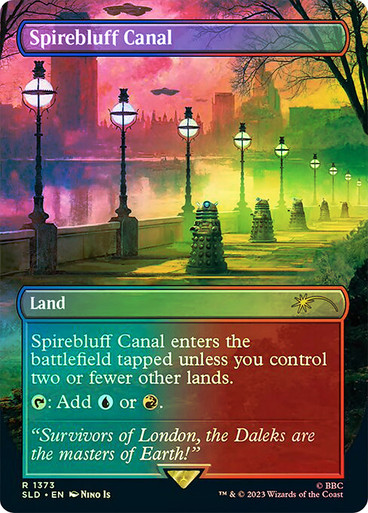 Spirebluff Canal
Land
Spirebluff Canal enters the
battlefield tapped unless you control
two or fewer other lands.
: Add or .
“Survivors of London, the Daleks are
the masters of Earth!”
R 1373
SLD • EN Nino Is
© BBC
™ & © 2023 Wizards of the Coast